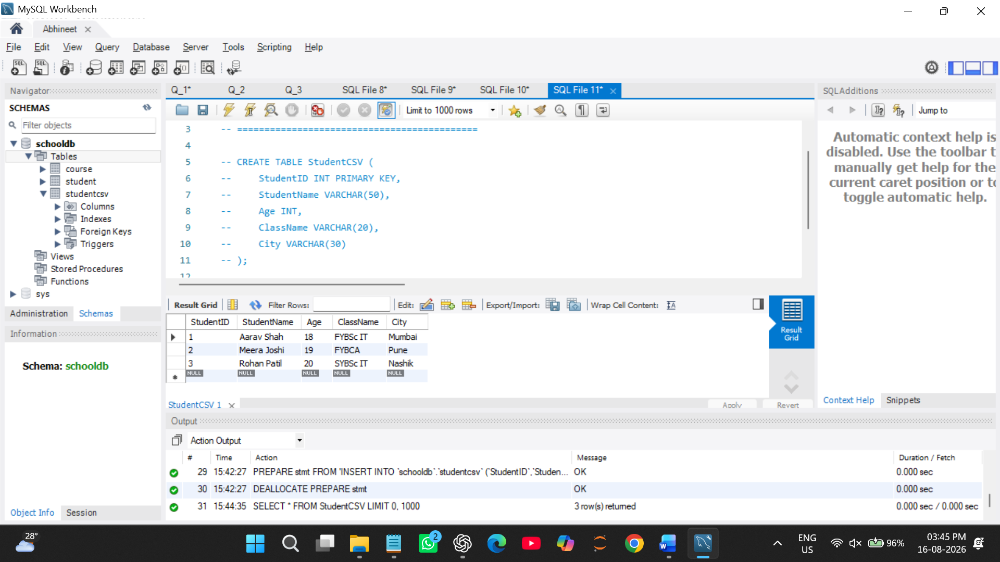 MySQL Workbench
Abhineet
File Edit View Query Database Server Tools Scripting Help
Navigator
SCHEMAS
Filter objects
schooldb
Tables
course
student
studentcsv
Columns
Indexes
Foreign Keys
Triggers
Views
Stored Procedures
Functions
sys
Administration Schemas
Information
Schema: schooldb
Object Info Session
Q_1* Q_2 Q_3 SQL File 8* SQL File 9* SQL File 10* SQL File 11*
Limit to 1000 rows
3 -- ============================================
4
5 -- CREATE TABLE StudentCSV (
6 -- StudentID INT PRIMARY KEY,
7 -- StudentName VARCHAR(50),
8 -- Age INT,
9 -- ClassName VARCHAR(20),
10 -- City VARCHAR(30)
11 -- );
12
Result Grid Filter Rows: Edit: Export/Import: Wrap Cell Content:
StudentID StudentName Age ClassName City
1 Aarav Shah 18 FYBSc IT Mumbai
2 Meera Joshi 19 FYBCA Pune
3 Rohan Patil 20 SYBSc IT Nashik
NULL NULL NULL NULL NULL
Result
Grid
StudentCSV 1 Apply Revert
SQLAdditions
Jump to
Automatic context help is
disabled. Use the toolbar t
manually get help for the
current caret position or to
toggle automatic help.
Context Help Snippets
Output
Action Output
# Time Action Message Duration / Fetch
29 15:42:27 PREPARE stmt FROM 'INSERT INTO `schooldb`.`studentcsv` (`StudentID`,`Studen... OK 0.000 sec
30 15:42:27 DEALLOCATE PREPARE stmt OK 0.000 sec
31 15:44:35 SELECT * FROM StudentCSV LIMIT 0, 1000 3 row(s) returned 0.000 sec / 0.000 sec
28°
2
ENG
US
96%
03:45 PM
16-08-2026